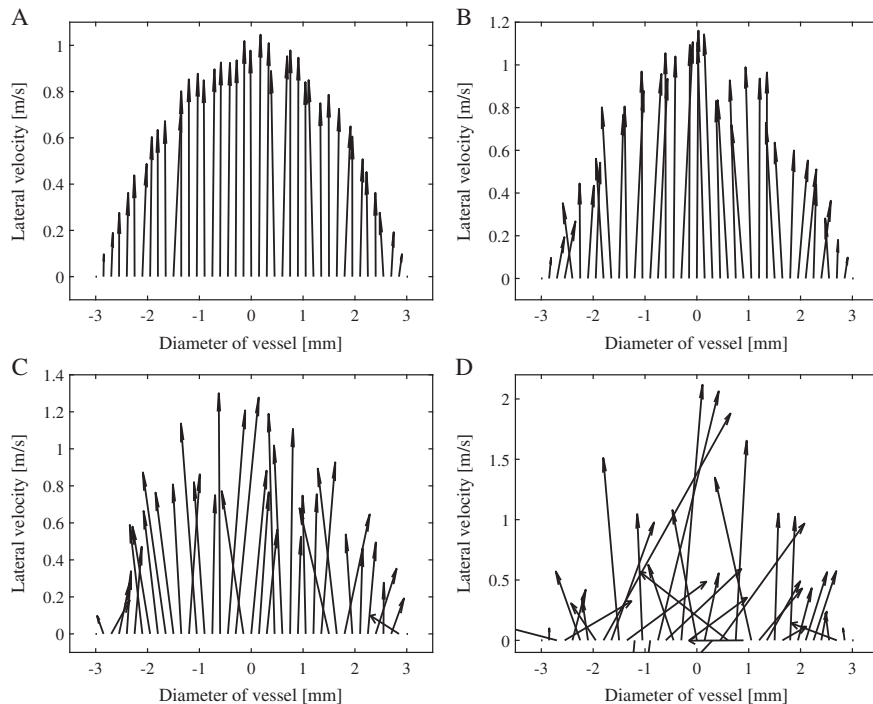 A
Lateral velocity [m/s]
1
0.8
0.6
0.4
0.2
0
-3 -2 -1 0 1 2 3
Diameter of vessel [mm]
B
Lateral velocity [m/s]
1.2
1
0.8
0.6
0.4
0.2
0
-3 -2 -1 0 1 2 3
Diameter of vessel [mm]
C
Lateral velocity [m/s]
1.4
1.2
1
0.8
0.6
0.4
0.2
0
-3 -2 -1 0 1 2 3
Diameter of vessel [mm]
D
Lateral velocity [m/s]
2
1.5
1
0.5
0
-3 -2 -1 0 1 2 3
Diameter of vessel [mm]